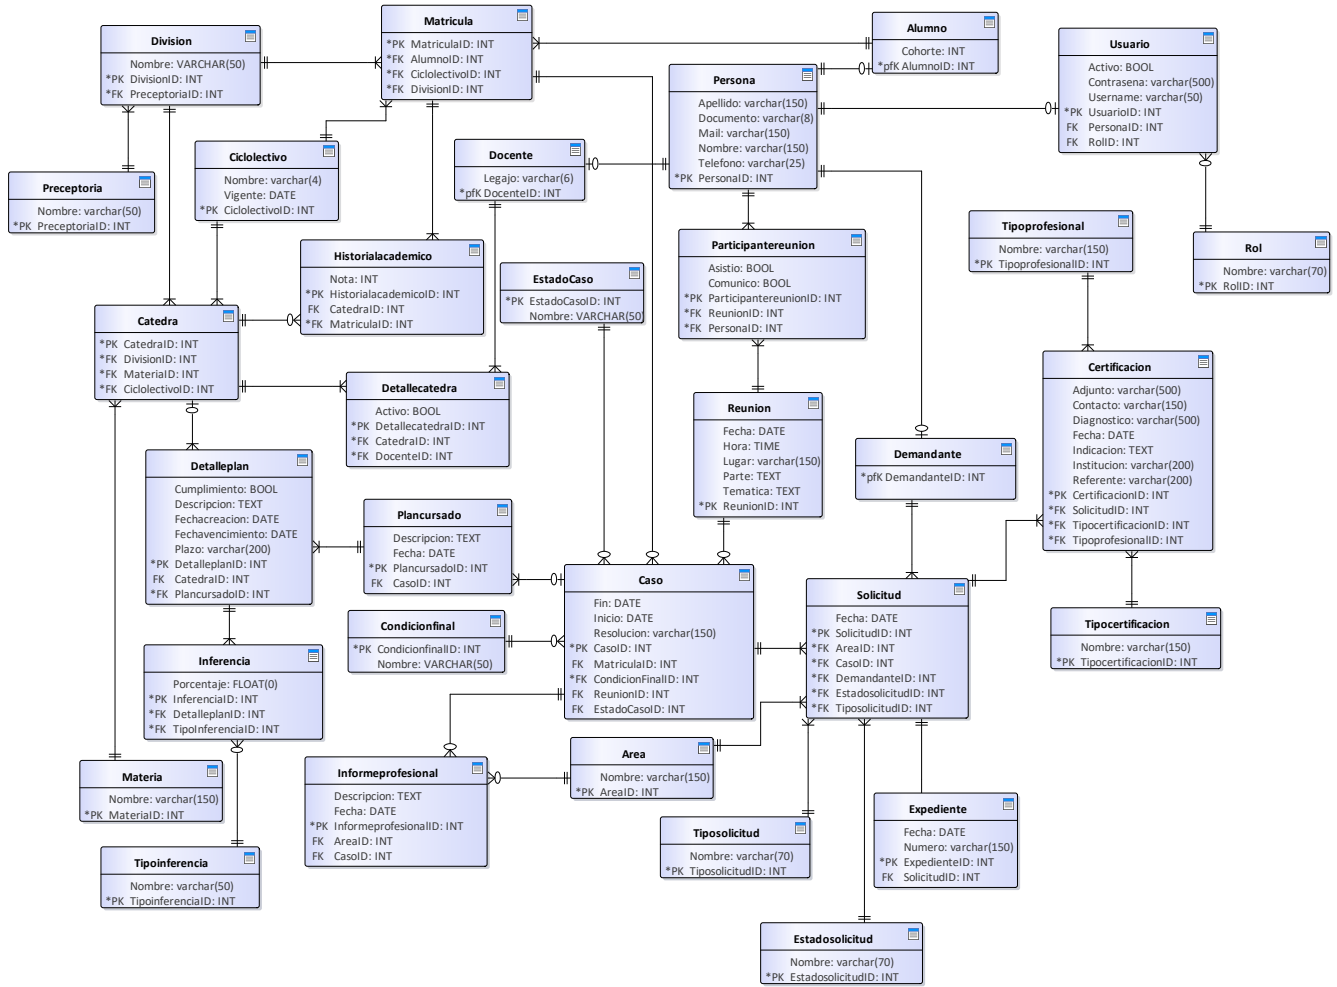 Matricula
*PK MatriculaID: INT
*FK AlumnoID: INT
*FK CiclolectivoID: INT
*FK DivisionID: INT
Alumno
Cohorte: INT
*pfK AlumnoID: INT
Division
Nombre: VARCHAR(50)
*PK DivisionID: INT
*FK PreceptoriaID: INT
Usuario
Activo: BOOL
Contrasena: varchar(500)
Username: varchar(50)
*PK UsuarioID: INT
FK PersonaID: INT
FK RolID: INT
Persona
Apellido: varchar(150)
Documento: varchar(8)
Mail: varchar(150)
Nombre: varchar(150)
Telefono: varchar(25)
*PK PersonaID: INT
Ciclolectivo
Nombre: varchar(4)
Vigente: DATE
*PK CiclolectivoID: INT
Docente
Legajo: varchar(6)
*pfK DocenteID: INT
Preceptoria
Nombre: varchar(50)
*PK PreceptoriaID: INT
Tipoprofesional
Nombre: varchar(150)
*PK TipoprofesionalID: INT
Rol
Nombre: varchar(70)
*PK RolID: INT
Historialacademico
Nota: INT
*PK HistorialacademicoID: INT
FK CatedraID: INT
*FK MatriculaID: INT
Participantereunion
Asistio: BOOL
Comunico: BOOL
*PK ParticipantereunionID: INT
*FK ReunionID: INT
*FK PersonaID: INT
EstadoCaso
*PK EstadoCasoID: INT
Nombre: VARCHAR(50)
Catedra
*PK CatedraID: INT
*FK DivisionID: INT
*FK MateriaID: INT
*FK CiclolectivoID: INT
Detallecatedra
Activo: BOOL
*PK DetallecatedraID: INT
*FK CatedraID: INT
*FK DocenteID: INT
Certificacion
Adjunto: varchar(500)
Contacto: varchar(150)
Diagnostico: varchar(500)
Fecha: DATE
Indicacion: TEXT
Institucion: varchar(200)
Referente: varchar(200)
*PK CertificacionID: INT
*FK SolicitudID: INT
*FK TipocertificacionID: INT
*FK TipoprofesionalID: INT
Reunion
Fecha: DATE
Hora: TIME
Lugar: varchar(150)
Parte: TEXT
Tematica: TEXT
*PK ReunionID: INT
Demandante
*pfK DemandanteID: INT
Detalleplan
Cumplimiento: BOOL
Descripcion: TEXT
Fechacreacion: DATE
Fechavencimiento: DATE
Plazo: varchar(200)
*PK DetalleplanID: INT
FK CatedraID: INT
*FK PlancursadoID: INT
Plancursado
Descripcion: TEXT
Fecha: DATE
*PK PlancursadoID: INT
FK CasoID: INT
Caso
Fin: DATE
Inicio: DATE
Resolucion: varchar(150)
*PK CasoID: INT
FK MatriculaID: INT
*FK CondicionFinalID: INT
FK ReunionID: INT
FK EstadoCasoID: INT
Solicitud
Fecha: DATE
*PK SolicitudID: INT
*FK AreaID: INT
*FK CasoID: INT
*FK DemandanteID: INT
*FK EstadosolicitudID: INT
*FK TiposolicitudID: INT
Condicionfinal
*PK CondicionfinalID: INT
Nombre: VARCHAR(50)
Tipocertificacion
Nombre: varchar(150)
*PK TipocertificacionID: INT
Inferencia
Porcentaje: FLOAT(0)
*PK InferenciaID: INT
*FK DetalleplanID: INT
*FK TipoInferenciaID: INT
Area
Nombre: varchar(150)
*PK AreaID: INT
Informeprofesional
Descripcion: TEXT
Fecha: DATE
*PK InformeprofesionalID: INT
FK AreaID: INT
FK CasoID: INT
Materia
Nombre: varchar(150)
*PK MateriaID: INT
Expediente
Fecha: DATE
Numero: varchar(150)
*PK ExpedienteID: INT
FK SolicitudID: INT
Tiposolicitud
Nombre: varchar(70)
*PK TiposolicitudID: INT
Tipoinferencia
Nombre: varchar(50)
*PK TipoinferenciaID: INT
Estadosolicitud
Nombre: varchar(70)
*PK EstadosolicitudID: INT